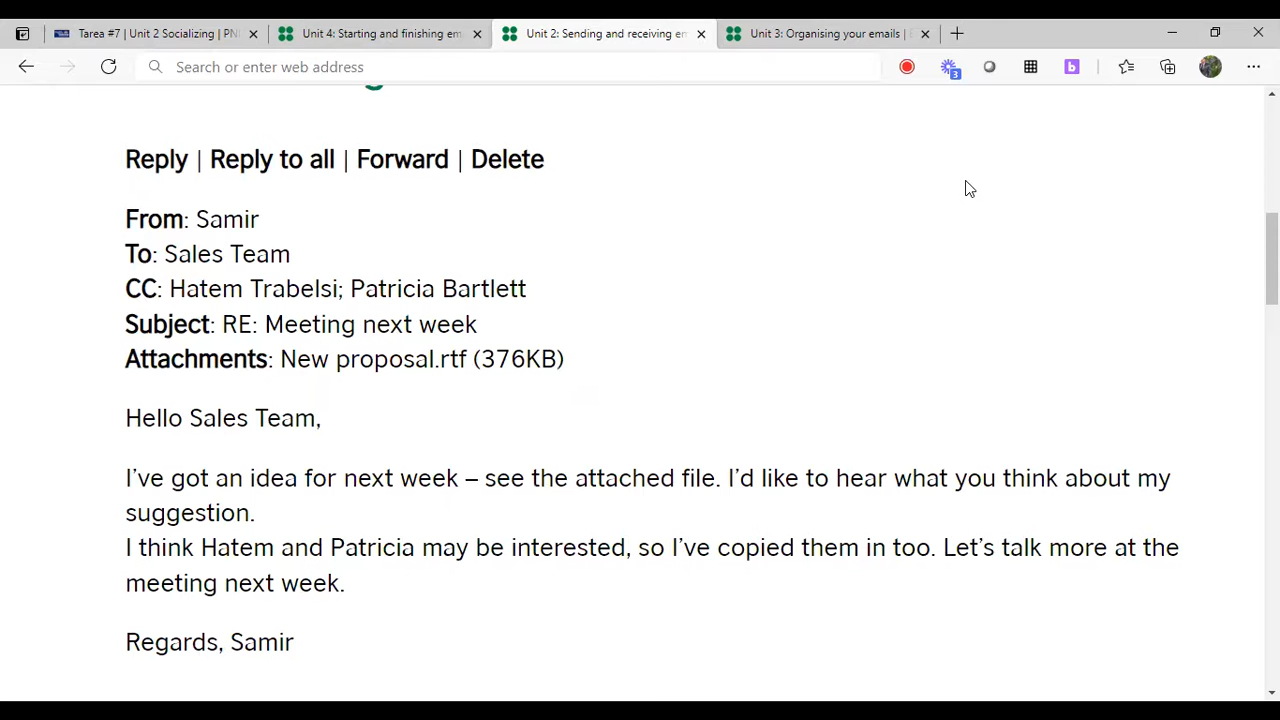 Tarea #7 | Unit 2 Socializing | PN
Unit 4: Starting and finishing em
Unit 2: Sending and receiving em
Unit 3: Organising your emails | E
Search or enter web address
3
b
Reply | Reply to all | Forward | Delete
From: Samir
To: Sales Team
CC: Hatem Trabelsi; Patricia Bartlett
Subject: RE: Meeting next week
Attachments: New proposal.rtf (376KB)
Hello Sales Team,
I’ve got an idea for next week – see the attached file. I’d like to hear what you think about my
suggestion.
I think Hatem and Patricia may be interested, so I’ve copied them in too. Let’s talk more at the
meeting next week.
Regards, Samir